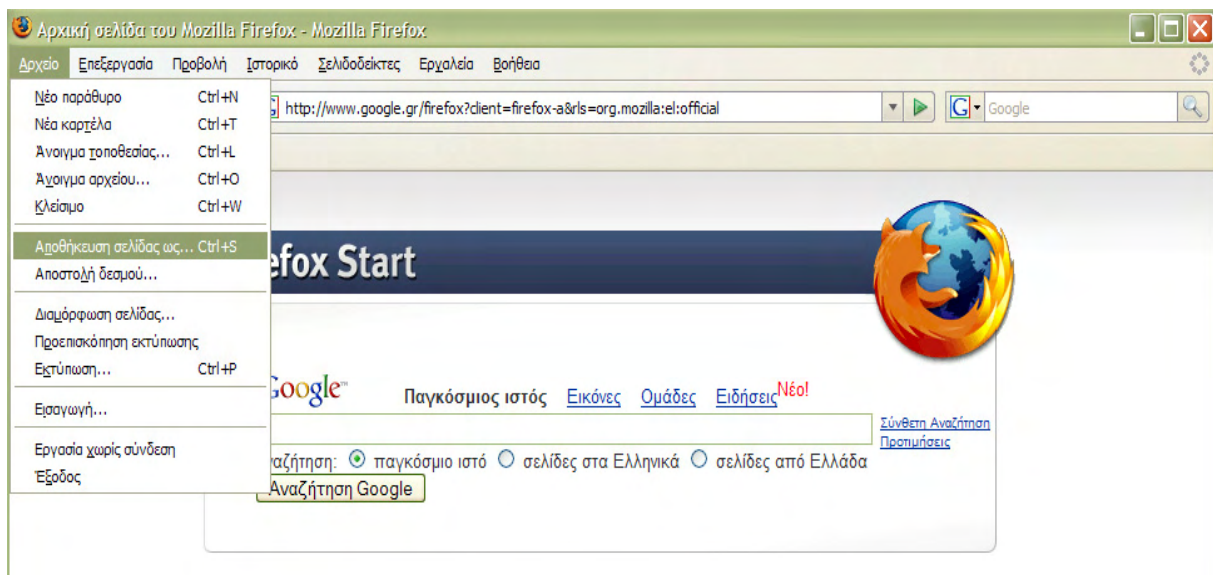 Αρχική σελίδα του Mozilla Firefox - Mozilla Firefox
Αρχείο Επεξεργασία Προβολή Ιστορικό Σελιδοδείκτες Εργαλεία Βοήθεια
http://www.google.gr/firefox?client=firefox-a&rls=org.mozilla:el:official
G Google
Νέο παράθυρο Ctrl+N
Νέα καρτέλα Ctrl+T
Άνοιγμα τοποθεσίας... Ctrl+L
Άνοιγμα αρχείου... Ctrl+O
Κλείσιμο Ctrl+W
Αποθήκευση σελίδας ως... Ctrl+S
Αποστολή δεσμού...
Διαμόρφωση σελίδας...
Προεπισκόπηση εκτύπωσης
Εκτύπωση... Ctrl+P
Εισαγωγή...
Εργασία χωρίς σύνδεση
Έξοδος
efox Start
Google™ Παγκόσμιος ιστός Εικόνες Ομάδες Ειδήσεις Νέο!
Σύνθετη Αναζήτηση
Προτιμήσεις
αζήτηση: παγκόσμιο ιστό σελίδες στα Ελληνικά σελίδες από Ελλάδα
Αναζήτηση Google